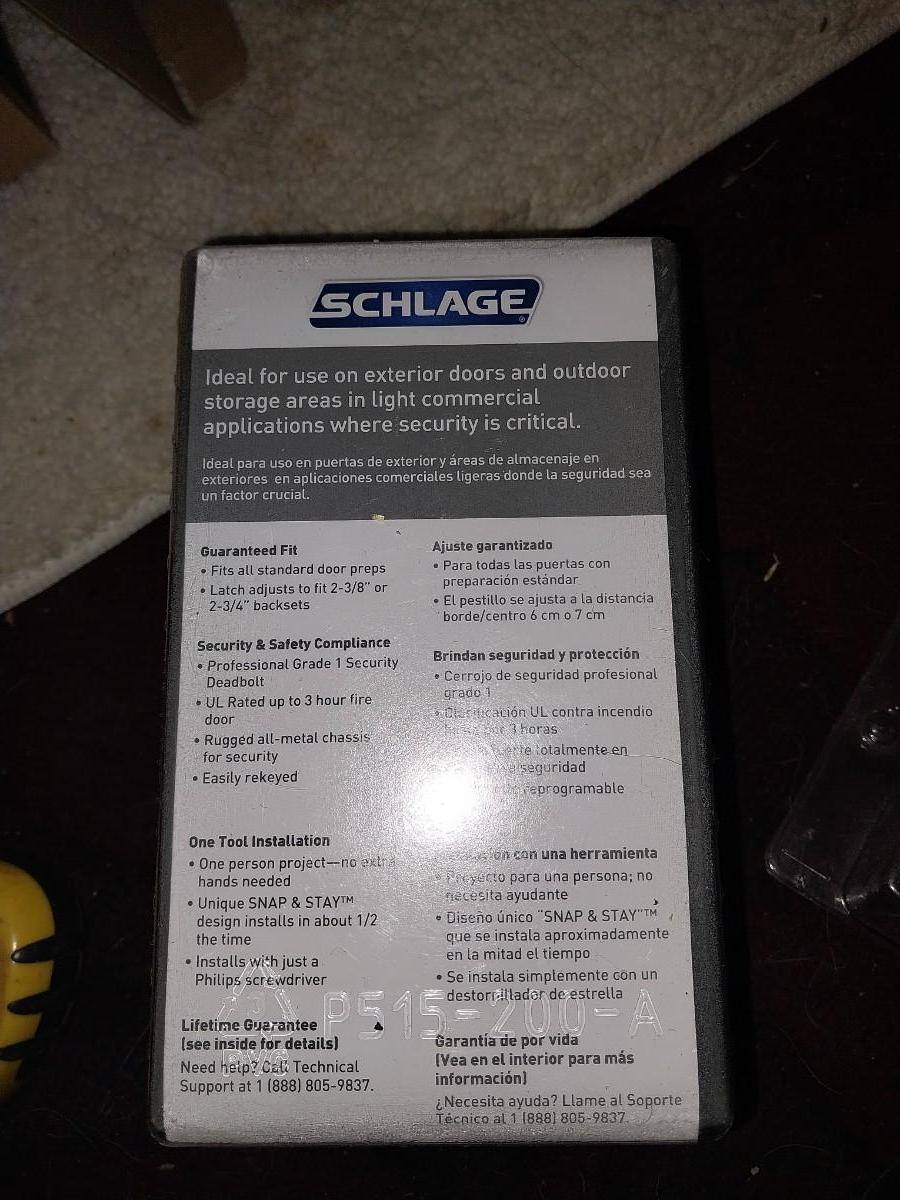 SCHLAGE
Ideal for use on exterior doors and outdoor
storage areas in light commercial
applications where security is critical.
Ideal para uso en puertas de exterior y áreas de almacenaje en
exteriores en aplicaciones comerciales ligeras donde la seguridad sea
un factor crucial.
Guaranteed Fit
• Fits all standard door preps
• Latch adjusts to fit 2-3/8" or
2-3/4" backsets
Security & Safety Compliance
• Professional Grade 1 Security
Deadbolt
• UL Rated up to 3 hour fire
door
• Rugged all-metal chassis
for security
• Easily rekeyed
One Tool Installation
• One person project—no extra
hands needed
• Unique SNAP & STAY™
design installs in about 1/2
the time
• Installs with just a
Philips screwdriver
Lifetime Guarantee
(see inside for details)
Need help? Call Technical
Support at 1 (888) 805-9837.
Ajuste garantizado
• Para todas las puertas con
preparación estándar
• El pestillo se ajusta a la distancia
borde/centro 6 cm o 7 cm
Brindan seguridad y protección
• Cerrojo de seguridad profesional
grado 1
UL contra incendio
por 3 horas
totalmente en
seguridad
reprogramable
con una herramienta
• Proyecto para una persona; no
necesita ayudante
• Diseño único "SNAP & STAY"™
que se instala aproximadamente
en la mitad el tiempo
• Se instala simplemente con un
destornillador de estrella
Garantía de por vida
(Vea en el interior para más
información)
¿Necesita ayuda? Llame al Soporte
Técnico al 1 (888) 805-9837.
P515-200-A